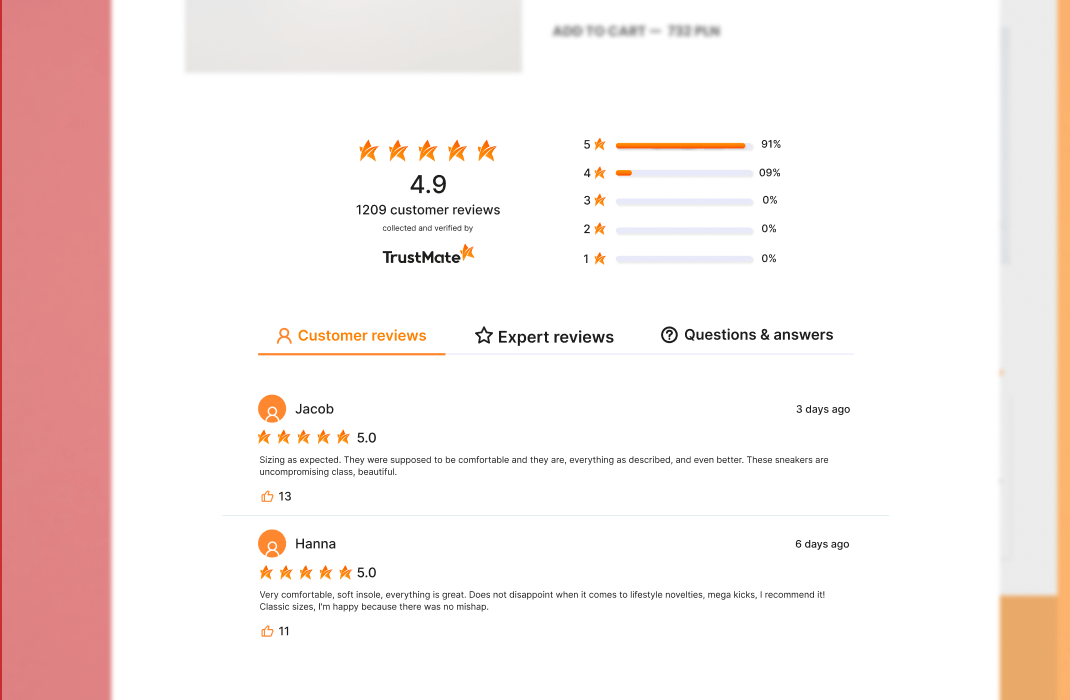 ADD TO CART — 732 PLN
4.9
1209 customer reviews
collected and verified by
TrustMate
5 91%
4 09%
3 0%
2 0%
1 0%
Customer reviews Expert reviews Questions & answers
Jacob 3 days ago
5.0
Sizing as expected. They were supposed to be comfortable and they are, everything as described, and even better. These sneakers are
uncompromising class, beautiful.
13
Hanna 6 days ago
5.0
Very comfortable, soft insole, everything is great. Does not disappoint when it comes to lifestyle novelties, mega kicks, I recommend it!
Classic sizes, I'm happy because there was no mishap.
11